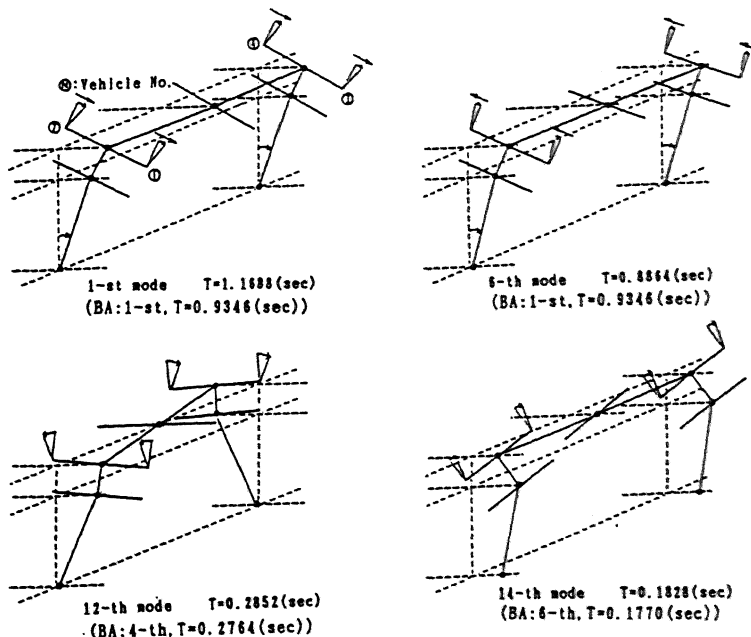 ④
Ⓝ:Vehicle No.
③
②
①
1-st mode T=1.1688(sec)
(BA:1-st, T=0.9346(sec))
6-th mode T=0.8864(sec)
(BA:1-st, T=0.9346(sec))
12-th mode T=0.2852(sec)
(BA:4-th, T=0.2764(sec))
14-th mode T=0.1828(sec)
(BA:6-th, T=0.1770(sec))